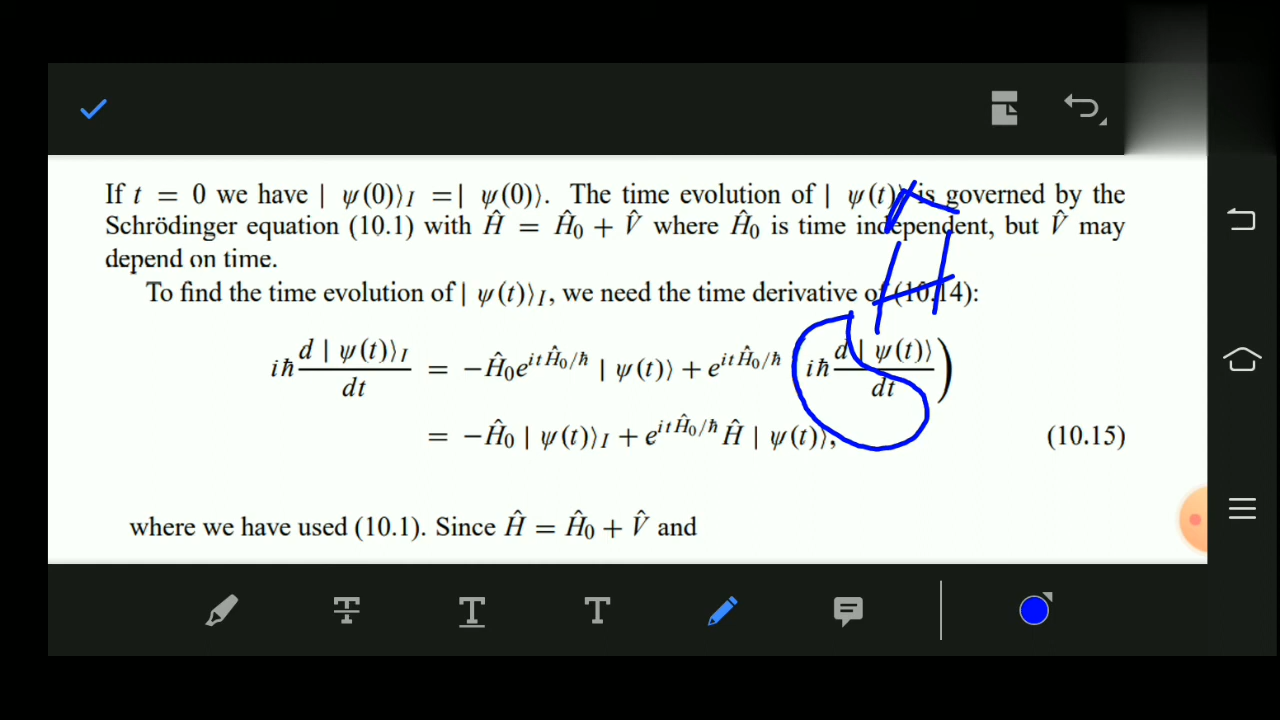 If t = 0 we have | ψ(0)⟩_I =| ψ(0)⟩. The time evolution of | ψ(t)⟩ is governed by the
Schrödinger equation (10.1) with Ĥ = Ĥ₀ + V̂ where Ĥ₀ is time independent, but V̂ may
depend on time.
To find the time evolution of | ψ(t)⟩_I, we need the time derivative of (10.14):
iħ d | ψ(t)⟩_I / dt = −Ĥ₀e^{itĤ₀/ħ} | ψ(t)⟩ + e^{itĤ₀/ħ} (iħ d | ψ(t)⟩ / dt)
= −Ĥ₀ | ψ(t)⟩_I + e^{itĤ₀/ħ} Ĥ | ψ(t)⟩, (10.15)
where we have used (10.1). Since Ĥ = Ĥ₀ + V̂ and
Ĥ